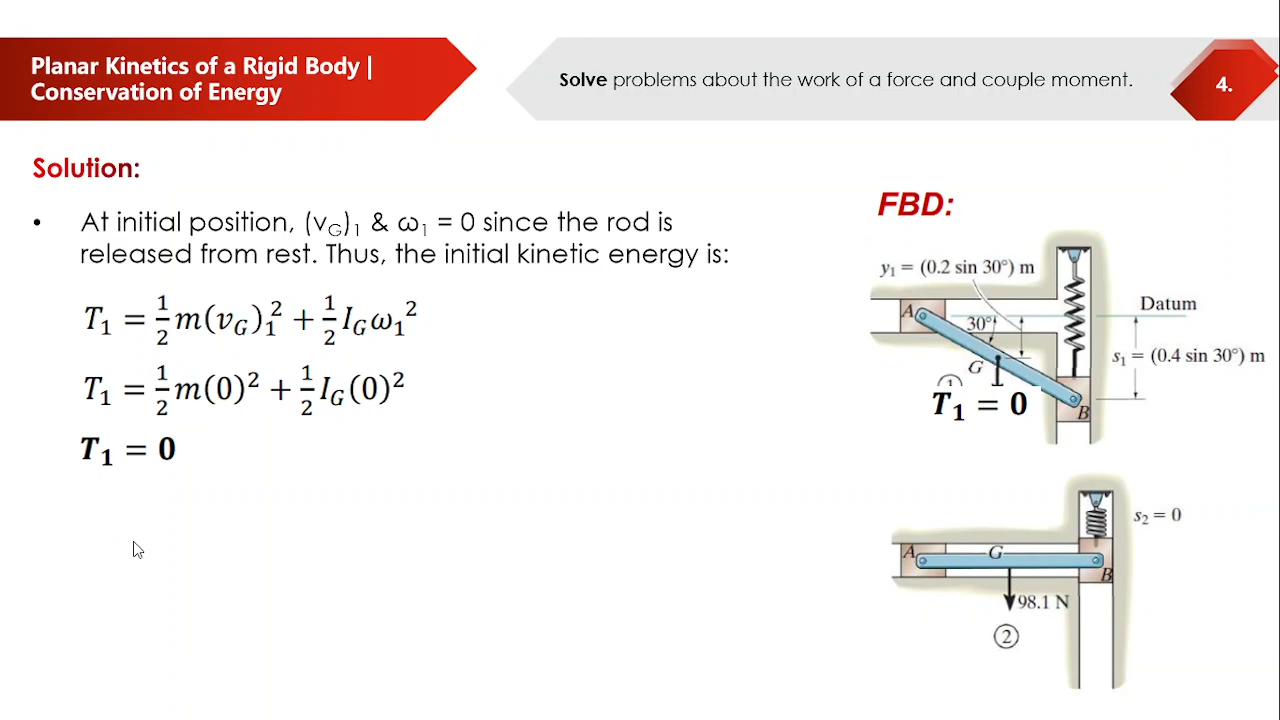 Planar Kinetics of a Rigid Body |
Conservation of Energy
Solve problems about the work of a force and couple moment.
4.
Solution:
• At initial position, (v_G)₁ & ω₁ = 0 since the rod is
released from rest. Thus, the initial kinetic energy is:
T₁ = ½ m(v_G)₁² + ½ I_G ω₁²
T₁ = ½ m(0)² + ½ I_G (0)²
T₁ = 0
FBD:
y₁ = (0.2 sin 30°) m
Datum
A
30°
s₁ = (0.4 sin 30°) m
G
T₁ = 0
B
s₂ = 0
A
G
B
98.1 N
2